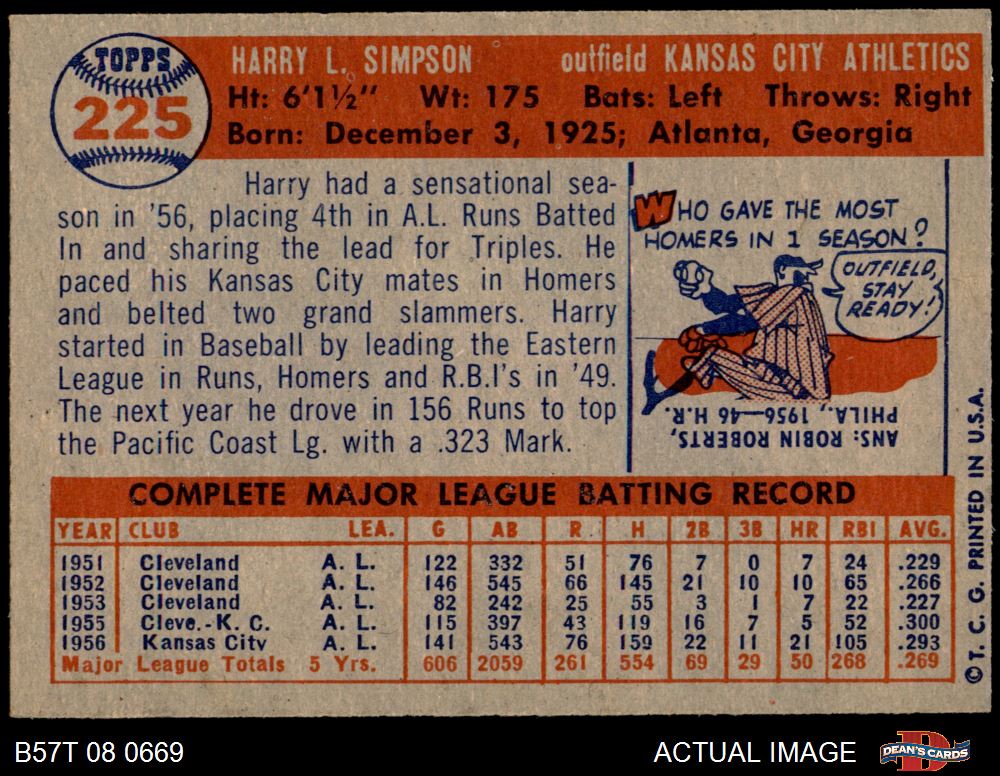 TOPPS
225
HARRY L. SIMPSON outfield KANSAS CITY ATHLETICS
Ht: 6'1½" Wt: 175 Bats: Left Throws: Right
Born: December 3, 1925; Atlanta, Georgia
Harry had a sensational sea-
son in '56, placing 4th in A.L. Runs Batted
In and sharing the lead for Triples. He
paced his Kansas City mates in Homers
and belted two grand slammers. Harry
started in Baseball by leading the Eastern
League in Runs, Homers and R.B.I's in '49.
The next year he drove in 156 Runs to top
the Pacific Coast Lg. with a .323 Mark.
WHO GAVE THE MOST
HOMERS IN 1 SEASON?
OUTFIELD,
STAY
READY!
ANS: ROBIN ROBERTS,
PHILA., 1956—46 H.R.
COMPLETE MAJOR LEAGUE BATTING RECORD
YEAR CLUB LEA. G AB R H 2B 3B HR RBI AVG.
1951 Cleveland A. L. 122 332 51 76 7 0 7 24 .229
1952 Cleveland A. L. 146 545 66 145 21 10 10 65 .266
1953 Cleveland A. L. 82 242 25 55 3 1 7 22 .227
1955 Cleve.-K. C. A. L. 115 397 43 119 16 7 5 52 .300
1956 Kansas City A. L. 141 543 76 159 22 11 21 105 .293
Major League Totals 5 Yrs. 606 2059 261 554 69 29 50 268 .269
© T. C. G. PRINTED IN U.S.A.
B57T 08 0669
ACTUAL IMAGE
D
DEAN'S CARDS